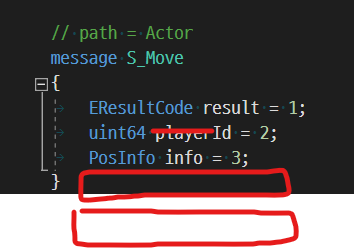 // path = Actor
message S_Move
{
EResultCode result = 1;
uint64 playerId = 2;
PosInfo info = 3;
}